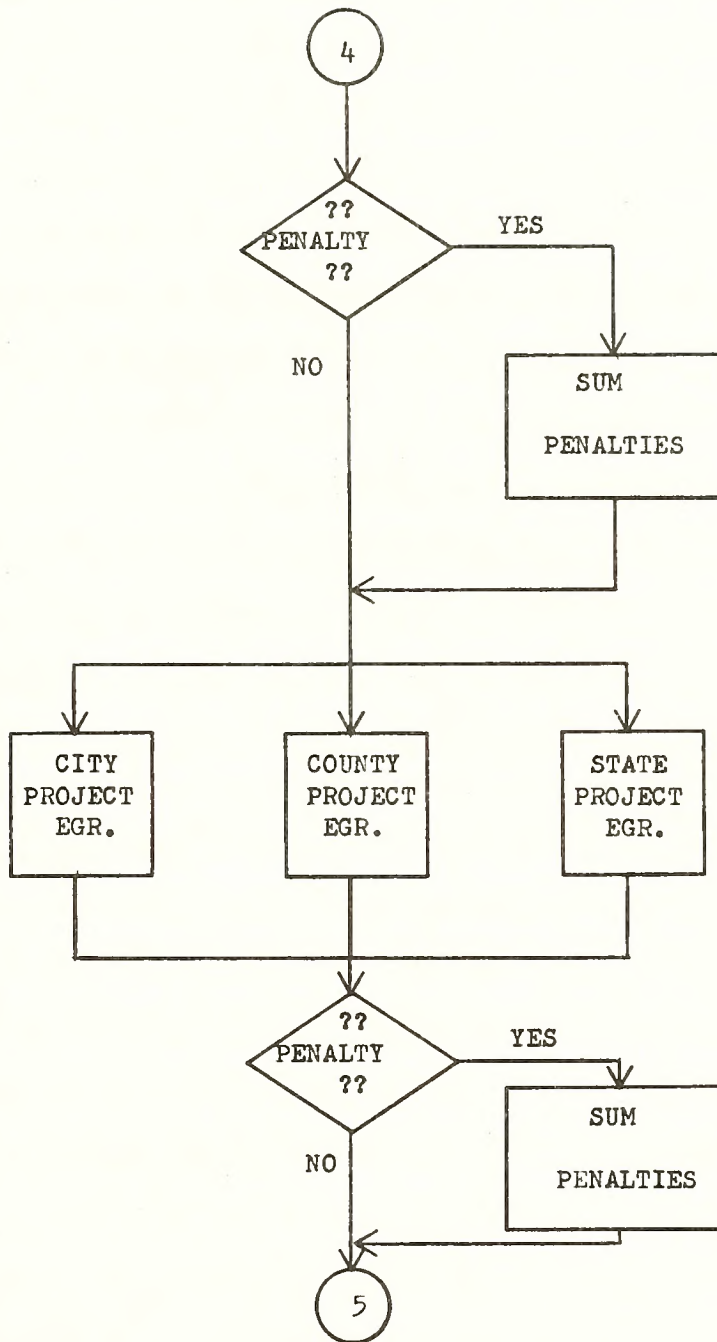 4
??
PENALTY
??
YES
NO
SUM
PENALTIES
CITY
PROJECT
EGR.
COUNTY
PROJECT
EGR.
STATE
PROJECT
EGR.
??
PENALTY
??
YES
NO
SUM
PENALTIES
5